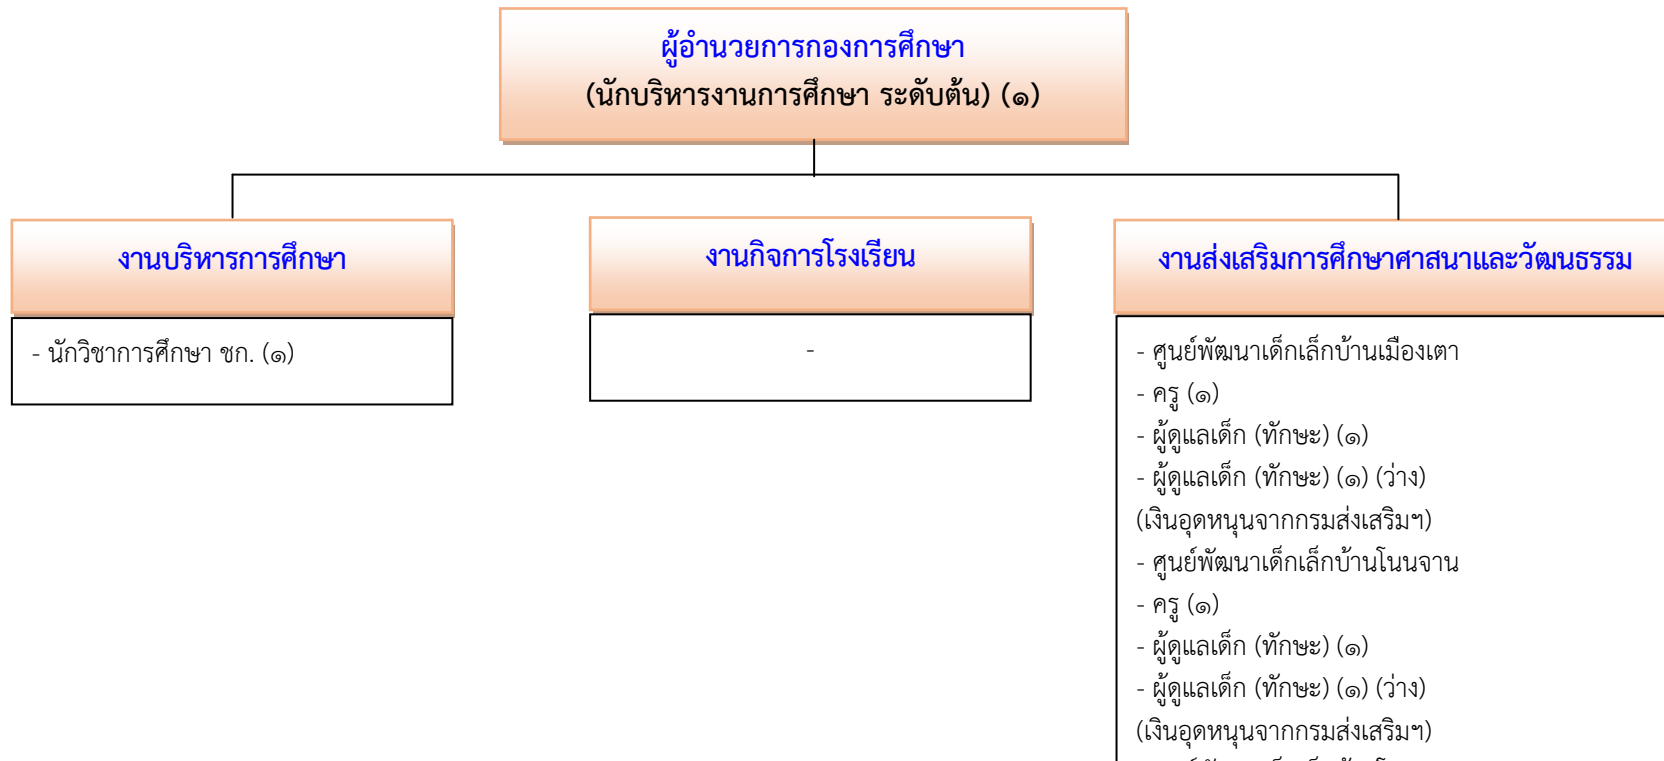 ผู้อำนวยการกองการศึกษา
(นักบริหารงานการศึกษา ระดับต้น) (๑)
งานบริหารการศึกษา
- นักวิชาการศึกษา ชก. (๑)
งานกิจการโรงเรียน
-
งานส่งเสริมการศึกษาศาสนาและวัฒนธรรม
- ศูนย์พัฒนาเด็กเล็กบ้านเมืองเตา
- ครู (๑)
- ผู้ดูแลเด็ก (ทักษะ) (๑)
- ผู้ดูแลเด็ก (ทักษะ) (๑) (ว่าง)
(เงินอุดหนุนจากกรมส่งเสริมฯ)
- ศูนย์พัฒนาเด็กเล็กบ้านโนนจาน
- ครู (๑)
- ผู้ดูแลเด็ก (ทักษะ) (๑)
- ผู้ดูแลเด็ก (ทักษะ) (๑) (ว่าง)
(เงินอุดหนุนจากกรมส่งเสริมฯ)